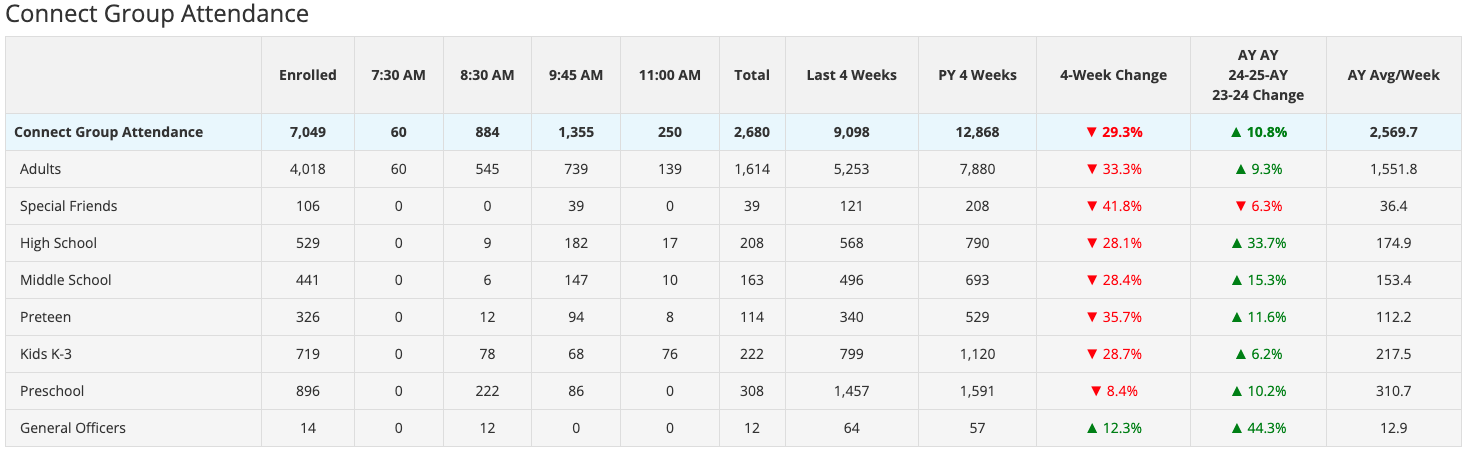 Connect Group Attendance
Enrolled 7:30 AM 8:30 AM 9:45 AM 11:00 AM Total Last 4 Weeks PY 4 Weeks 4-Week Change AY AY 24-25-AY 23-24 Change AY Avg/Week
Connect Group Attendance 7,049 60 884 1,355 250 2,680 9,098 12,868 ▼ 29.3% ▲ 10.8% 2,569.7
Adults 4,018 60 545 739 139 1,614 5,253 7,880 ▼ 33.3% ▲ 9.3% 1,551.8
Special Friends 106 0 0 39 0 39 121 208 ▼ 41.8% ▼ 6.3% 36.4
High School 529 0 9 182 17 208 568 790 ▼ 28.1% ▲ 33.7% 174.9
Middle School 441 0 6 147 10 163 496 693 ▼ 28.4% ▲ 15.3% 153.4
Preteen 326 0 12 94 8 114 340 529 ▼ 35.7% ▲ 11.6% 112.2
Kids K-3 719 0 78 68 76 222 799 1,120 ▼ 28.7% ▲ 6.2% 217.5
Preschool 896 0 222 86 0 308 1,457 1,591 ▼ 8.4% ▲ 10.2% 310.7
General Officers 14 0 12 0 0 12 64 57 ▲ 12.3% ▲ 44.3% 12.9